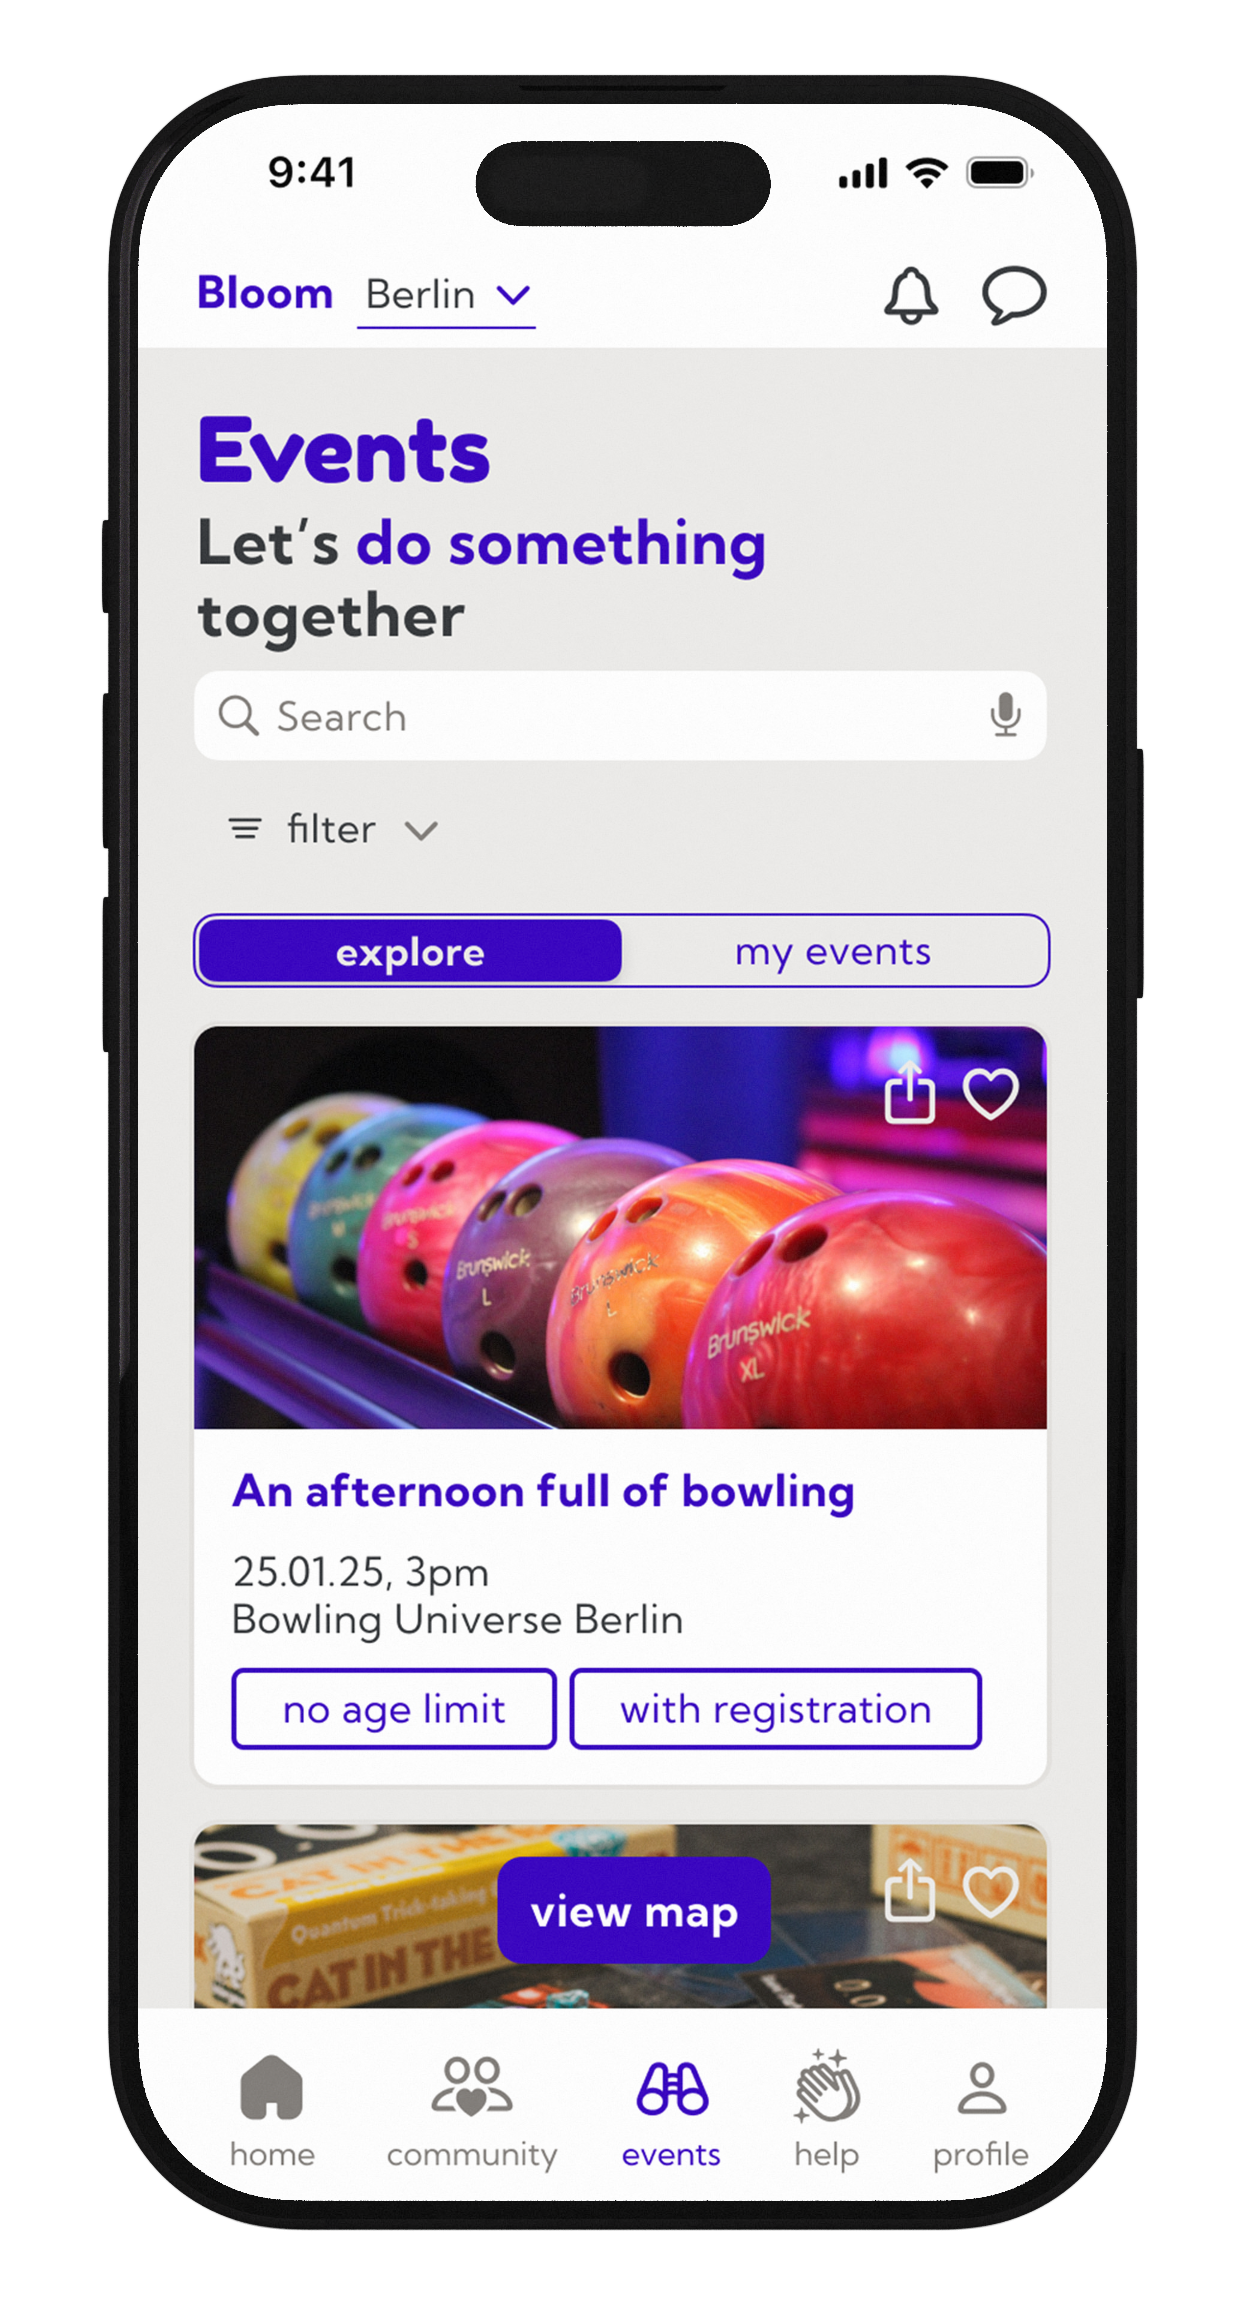 9:41
Bloom Berlin
Events
Let's do something
together
Search
filter
explore my events
Brunswick
M
Brunswick
S
Brunswick
L
Brunswick
L
Brunswick
XL
An afternoon full of bowling
25.01.25, 3pm
Bowling Universe Berlin
no age limit with registration
CAT IN THE
Quantum Trick-taking
CAT IN THE
view map
home community events help profile